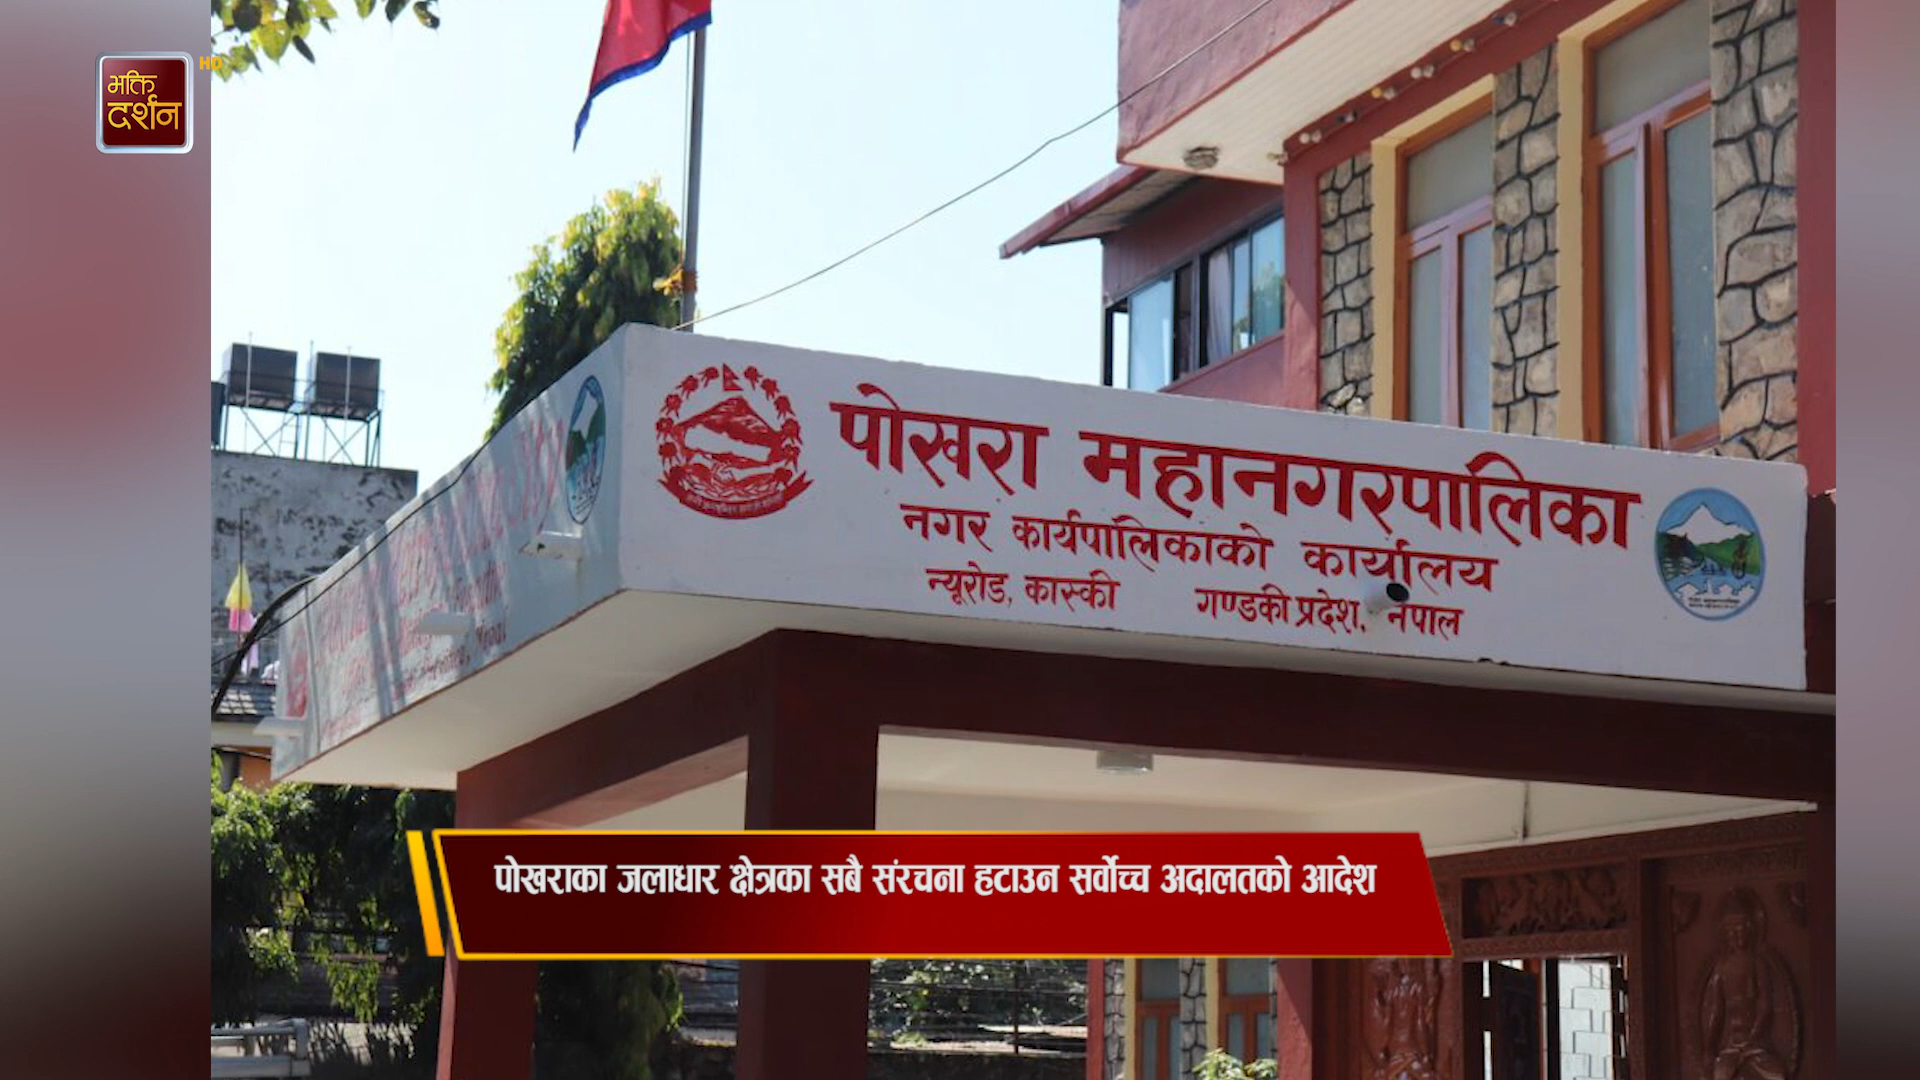 भक्ति
दर्शन
HD
पोखरा महानगरपालिका
नगर कार्यपालिकाको कार्यालय
न्यूरोड, कास्की गण्डकी प्रदेश, नेपाल
पोखराका जलाधार क्षेत्रका सबै संरचना हटाउन सर्वोच्च अदालतको आदेश